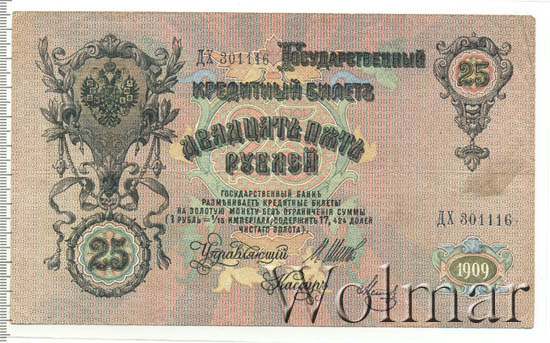 ДХ 301116
Государственный
Кредитный билетъ
Двадцать пять
рублей
25
ГОСУДАРСТВЕННЫЙ БАНКЪ
РАЗМѢНИВАЕТЪ КРЕДИТНЫЕ БИЛЕТЫ
НА ЗОЛОТУЮ МОНЕТУ БЕЗЪ ОГРАНИЧЕНІЯ СУММЫ
(1 РУБЛЬ = 1/15 ИМПЕРІАЛА, СОДЕРЖИТЪ 17,424 ДОЛЕЙ
ЧИСТАГО ЗОЛОТА).
ДХ 301116
25
Управляющій
Кассиръ
1909
Wolmar